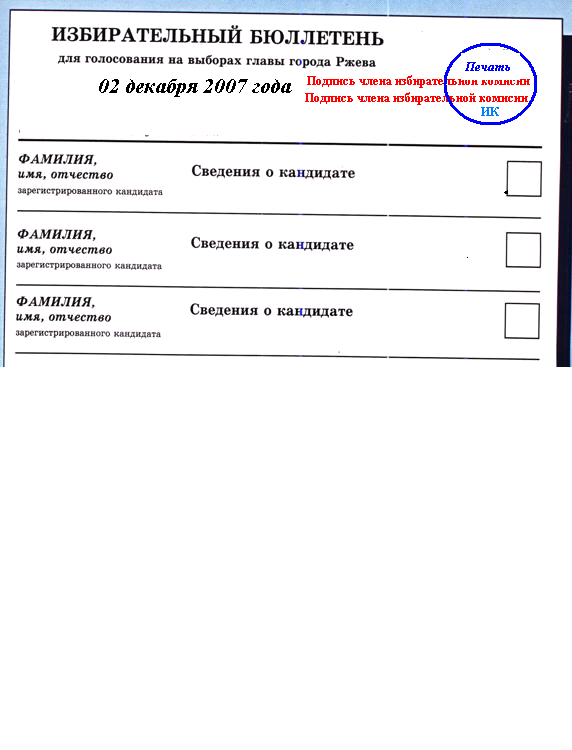 ИЗБИРАТЕЛЬНЫЙ БЮЛЛЕТЕНЬ
для голосования на выборах главы города Ржева
02 декабря 2007 года
Печать
Подпись члена избирательной комисии
Подпись члена избирательной комисии
ИК
ФАМИЛИЯ,
имя, отчество
зарегистрированного кандидата
Сведения о кандидате
ФАМИЛИЯ,
имя, отчество
зарегистрированного кандидата
Сведения о кандидате
ФАМИЛИЯ,
имя, отчество
зарегистрированного кандидата
Сведения о кандидате